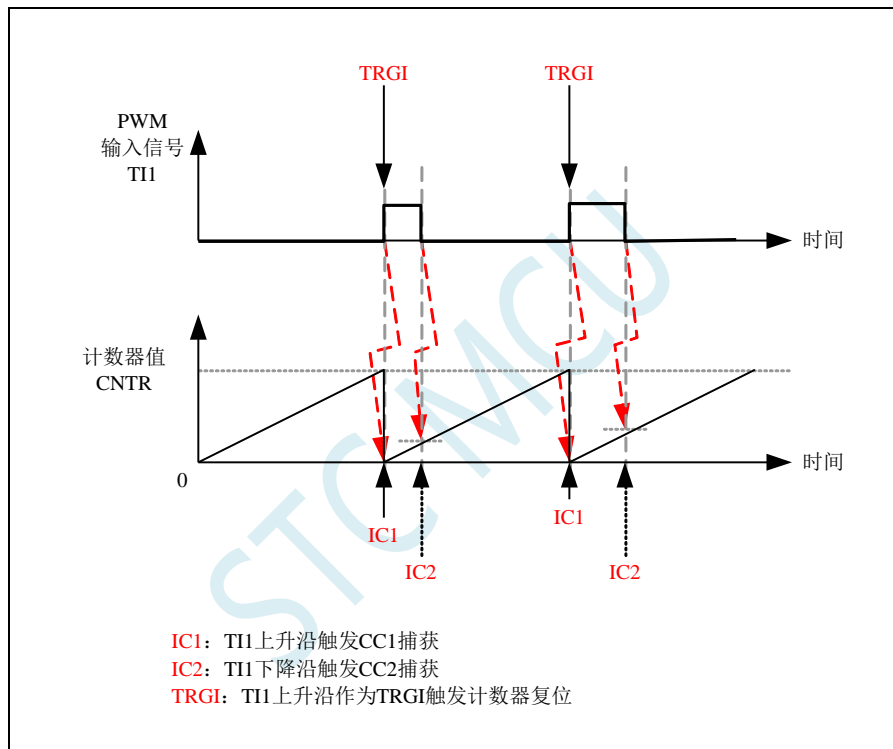 TRGI
TRGI
PWM
输入信号
TI1
时间
计数器值
CNTR
0
时间
IC1
IC1
IC2
IC2
STC MCU
IC1：TI1上升沿触发CC1捕获
IC2：TI1下降沿触发CC2捕获
TRGI：TI1上升沿作为TRGI触发计数器复位